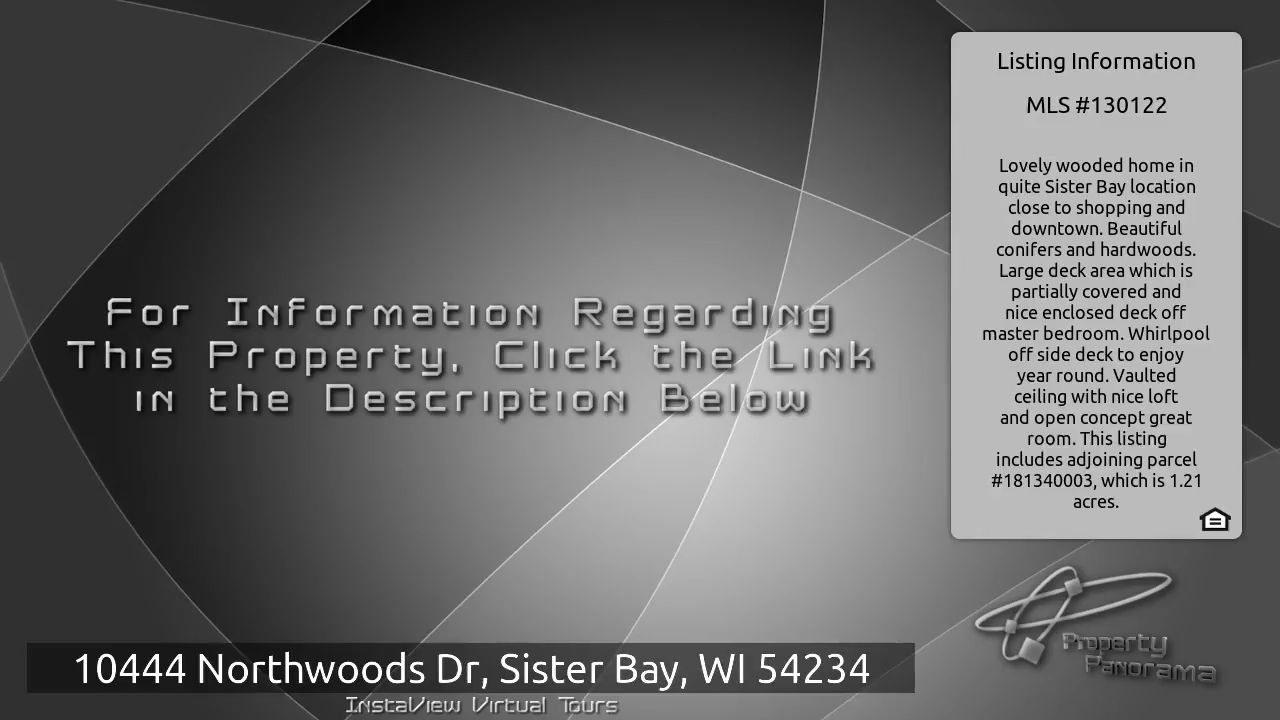 Listing Information
MLS #130122
Lovely wooded home in
quite Sister Bay location
close to shopping and
downtown. Beautiful
conifers and hardwoods.
Large deck area which is
partially covered and
nice enclosed deck off
master bedroom. Whirlpool
off side deck to enjoy
year round. Vaulted
ceiling with nice loft
and open concept great
room. This listing
includes adjoining parcel
#181340003, which is 1.21
acres.
For Information Regarding
This Property, Click the Link
in the Description Below
10444 Northwoods Dr, Sister Bay, WI 54234
InstaView Virtual Tours
Property
Panorama